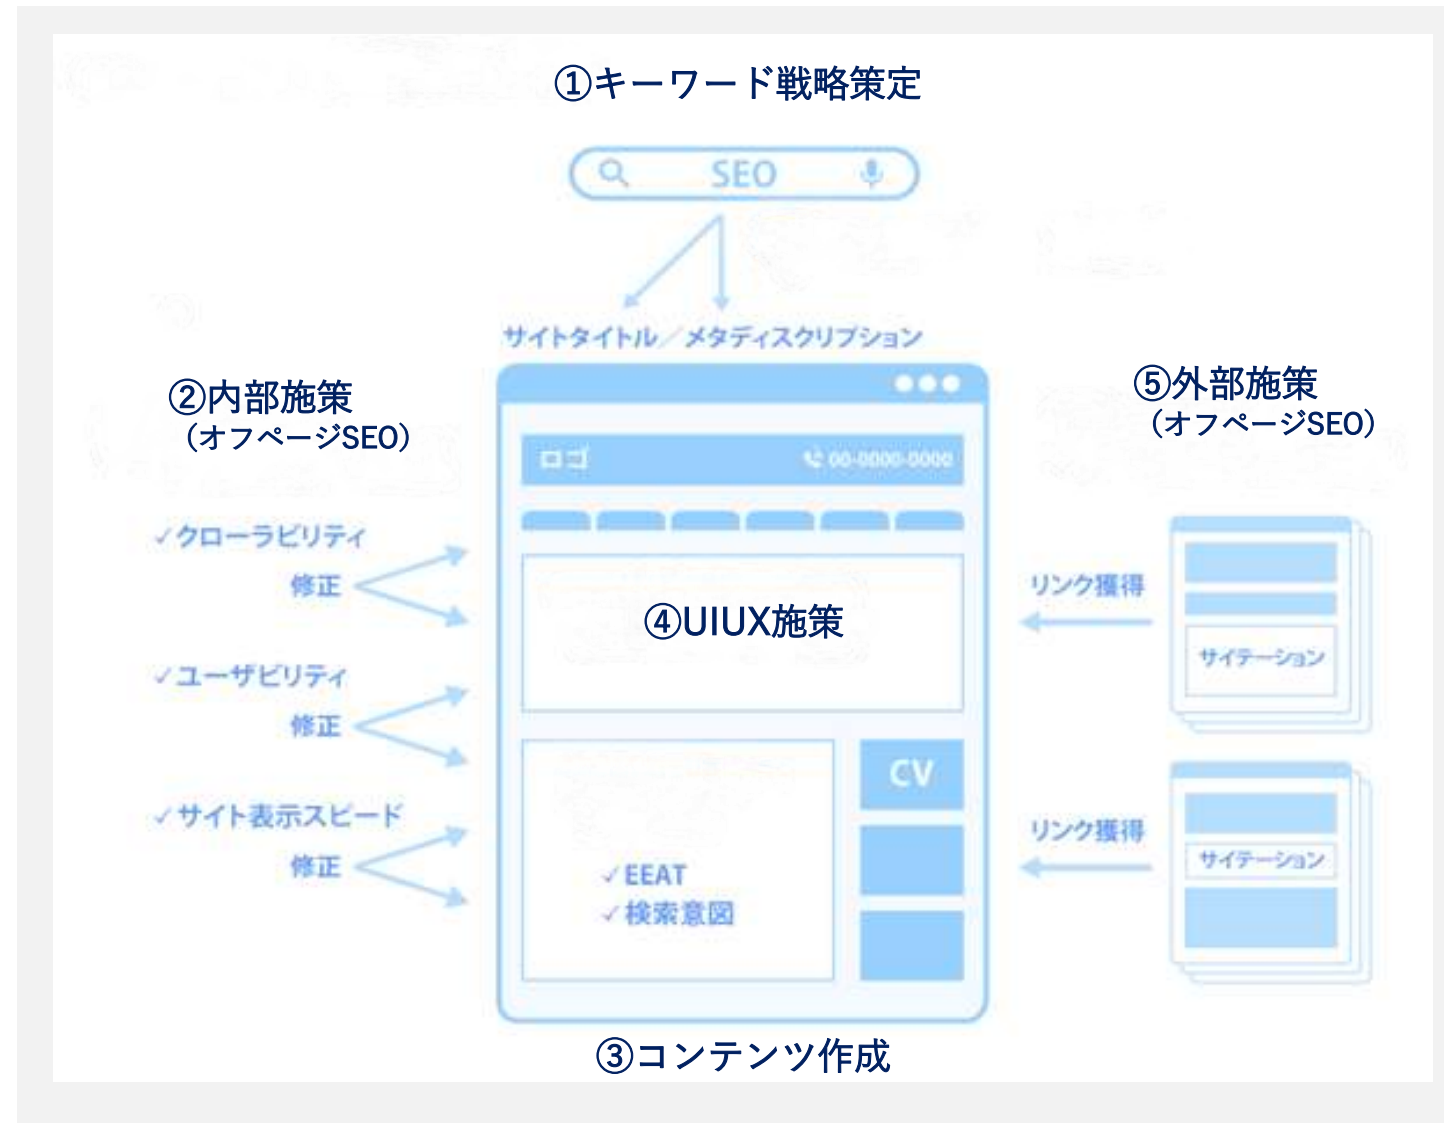 ①キーワード戦略策定
SEO
サイトタイトル／メタディスクリプション
②内部施策
（オフページSEO）
✓クローラビリティ
修正
✓ユーザビリティ
修正
✓サイト表示スピード
修正
ロゴ
00-0000-0000
④UIUX施策
CV
✓EEAT
✓検索意図
③コンテンツ作成
⑤外部施策
（オフページSEO）
リンク獲得
サイテーション
リンク獲得
サイテーション